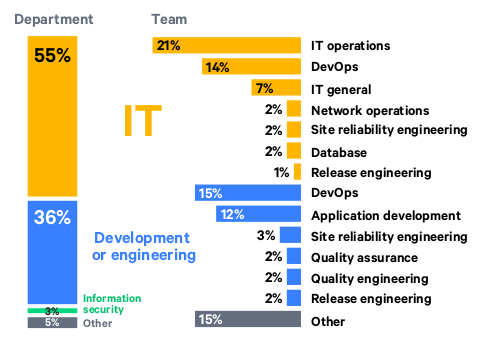 Department Team
55%
IT
36%
Development
or engineering
Information
security
3%
5%
Other
21% IT operations
14% DevOps
7% IT general
2% Network operations
2% Site reliability engineering
2% Database
1% Release engineering
15% DevOps
12% Application development
3% Site reliability engineering
2% Quality assurance
2% Quality engineering
2% Release engineering
15% Other